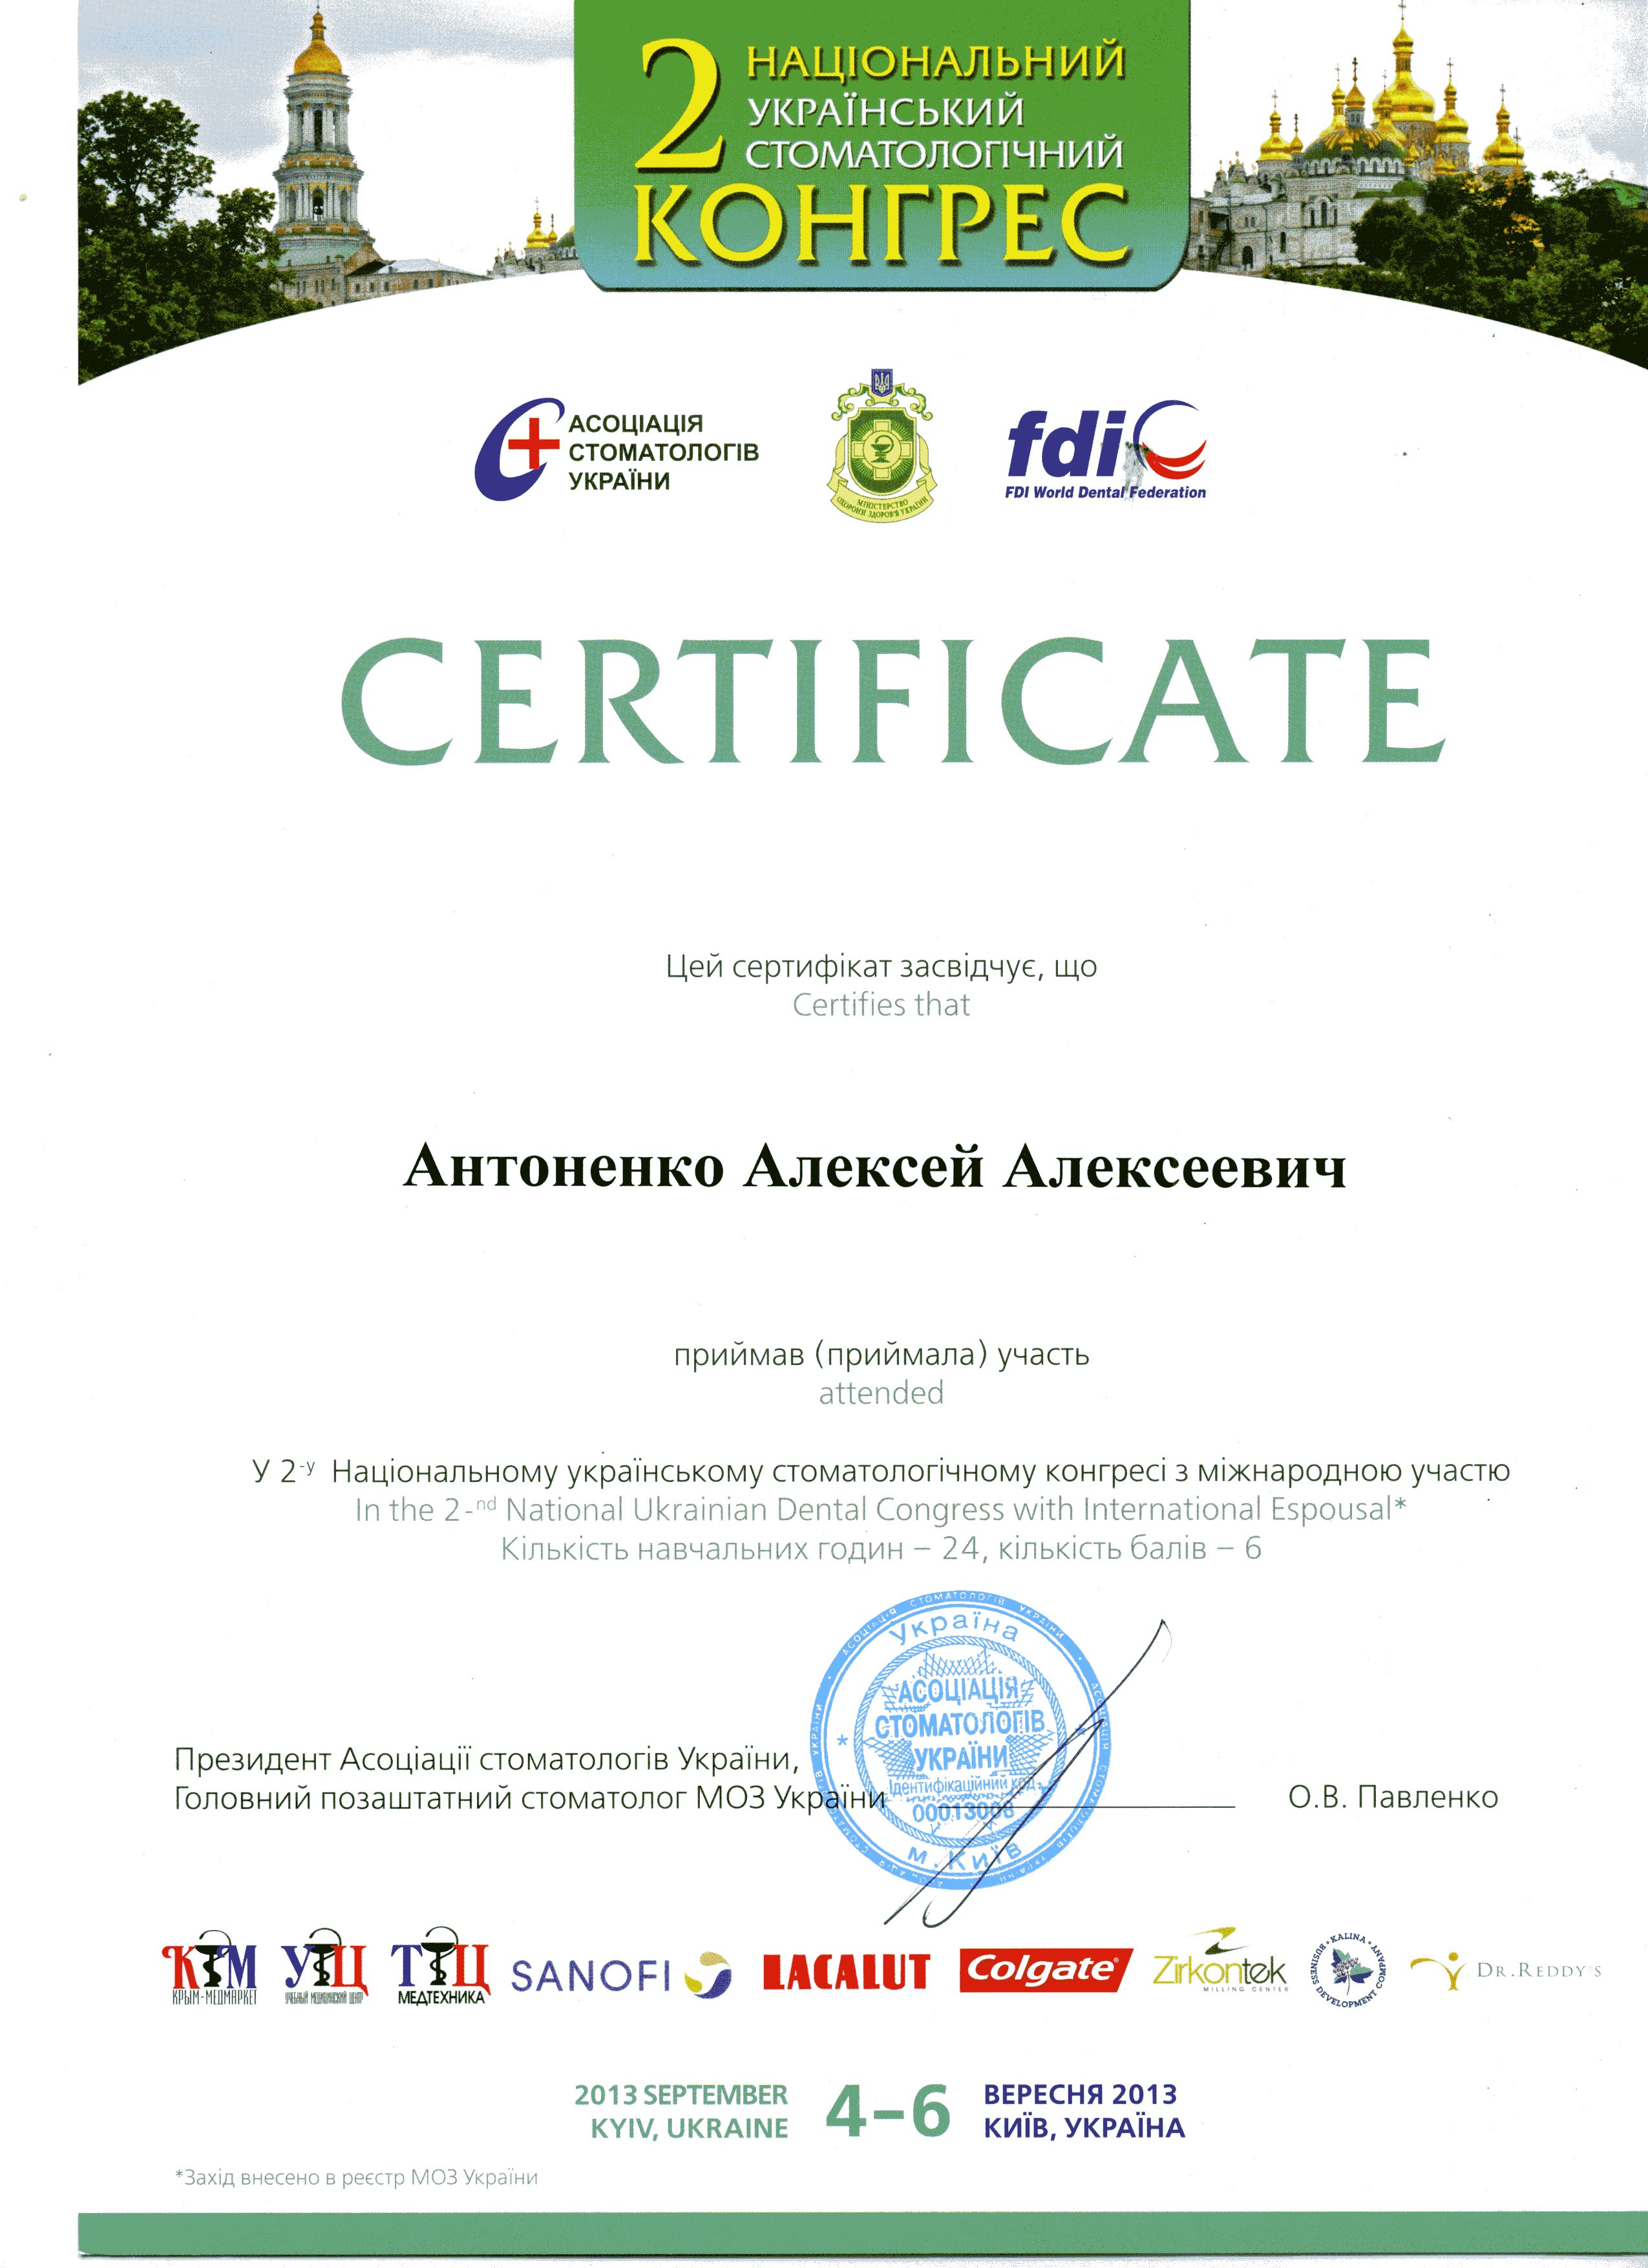 2 НАЦІОНАЛЬНИЙ
УКРАЇНСЬКИЙ
СТОМАТОЛОГІЧНИЙ
КОНГРЕС
АСОЦІАЦІЯ
СТОМАТОЛОГІВ
УКРАЇНИ
МІНІСТЕРСТВО
ОХОРОНИ ЗДОРОВ'Я УКРАЇНИ
fdi
FDI World Dental Federation
CERTIFICATE
Цей сертифікат засвідчує, що
Certifies that
Антоненко Алексей Алексеевич
приймав (приймала) участь
attended
У 2-у Національному українському стоматологічному конгресі з міжнародною участю
In the 2-nd National Ukrainian Dental Congress with International Espousal*
Кількість навчальних годин – 24, кількість балів – 6
АСОЦІАЦІЯ СТОМАТОЛОГІВ УКРАЇНИ
Україна
АСОЦІАЦІЯ
СТОМАТОЛОГІВ
УКРАЇНИ
Ідентифікаційний код
00013008
м. Київ
Президент Асоціації стоматологів України,
Головний позаштатний стоматолог МОЗ України
О.В. Павленко
КІМ
КРЫМ-МЕДМАРКЕТ
УЦ
УЧЕБНЫЙ МЕДИЦИНСКИЙ ЦЕНТР
ТЦ
МЕДТЕХНИКА
SANOFI
LACALUT
Colgate®
Zirkontek
MILLING CENTER
KALINA
BUSINESS DEVELOPMENT COMPANY
DR.REDDY'S
2013 SEPTEMBER
KYIV, UKRAINE
4–6
ВЕРЕСНЯ 2013
КИЇВ, УКРАЇНА
*Захід внесено в реєстр МОЗ України